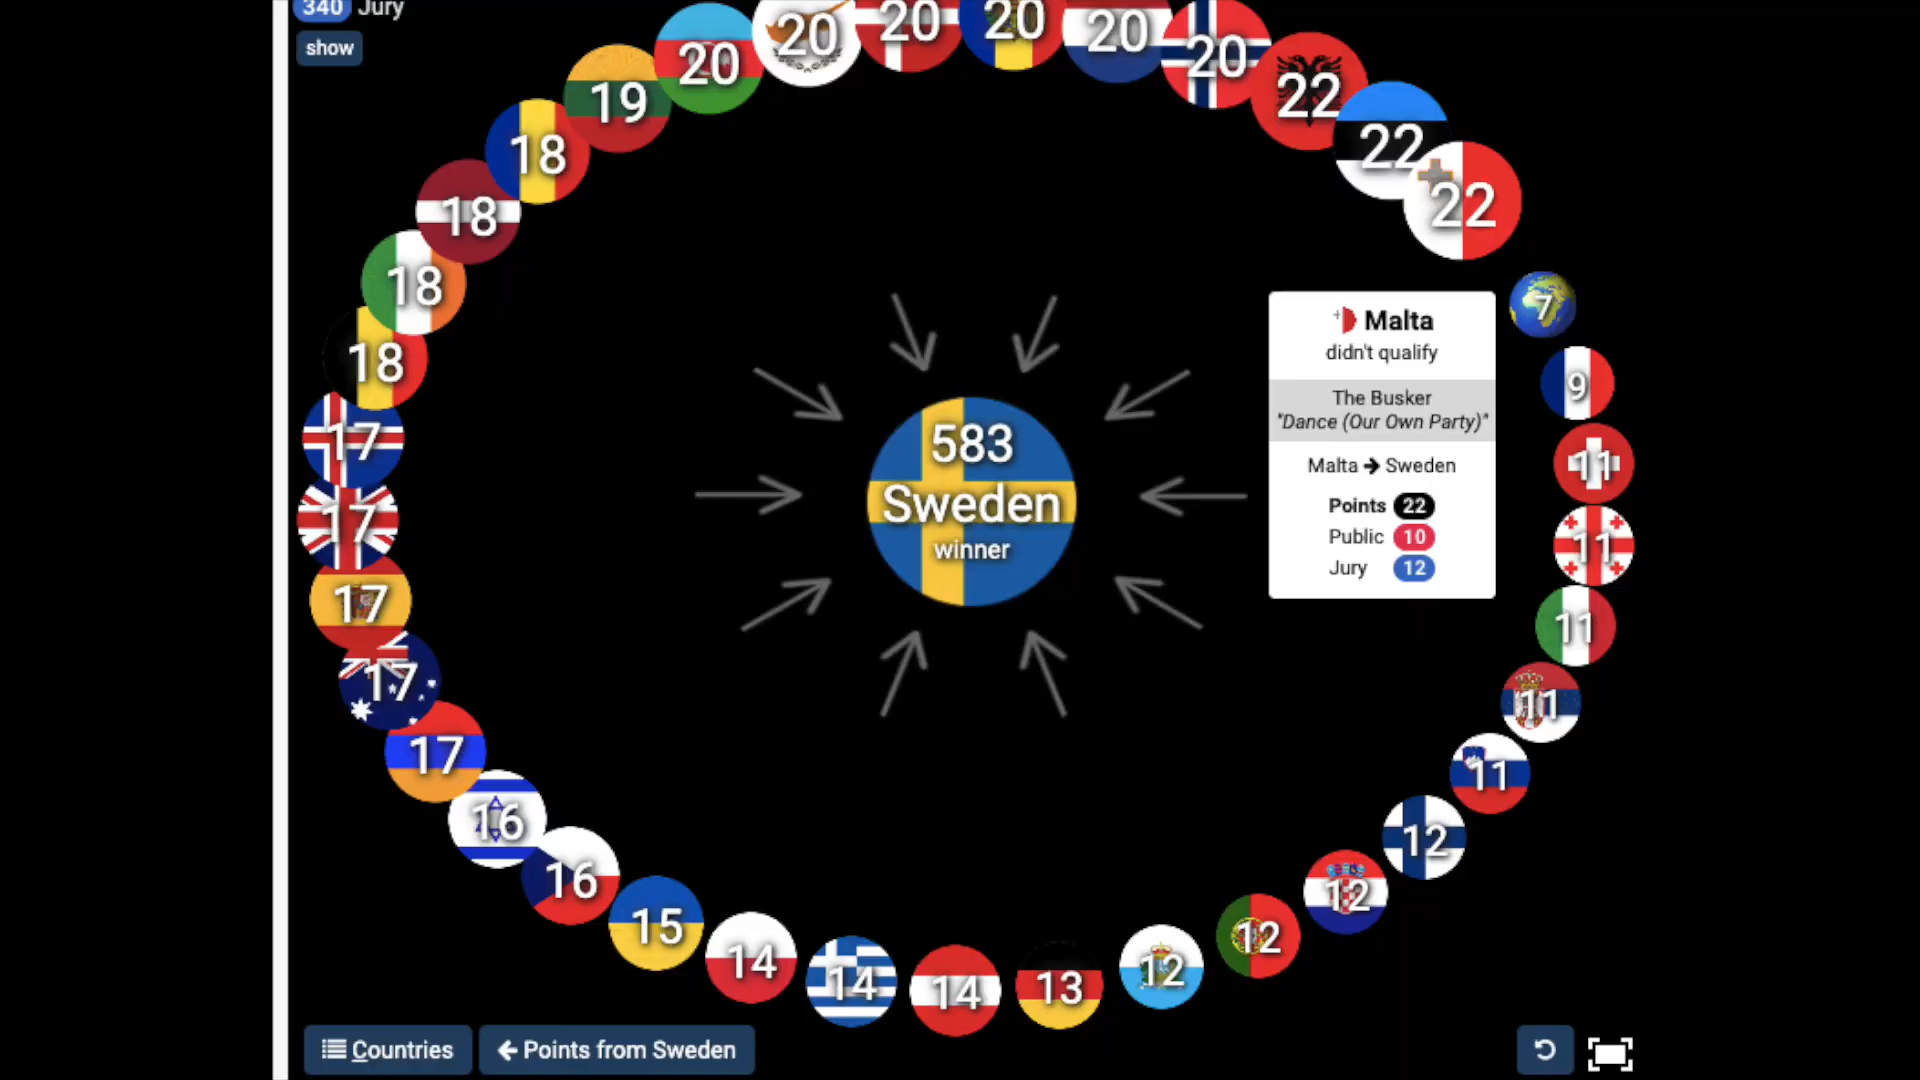 340 Jury
show
20
20
20
20
20
20
19
22
18
22
18
22
18
18
7
9
17
11
17
11
17
11
17
11
17
11
16
12
16
12
15
12
14
12
14
14
13
583
Sweden
winner
Malta
didn't qualify
The Busker
"Dance (Our Own Party)"
Malta → Sweden
Points 22
Public 10
Jury 12
Countries
← Points from Sweden